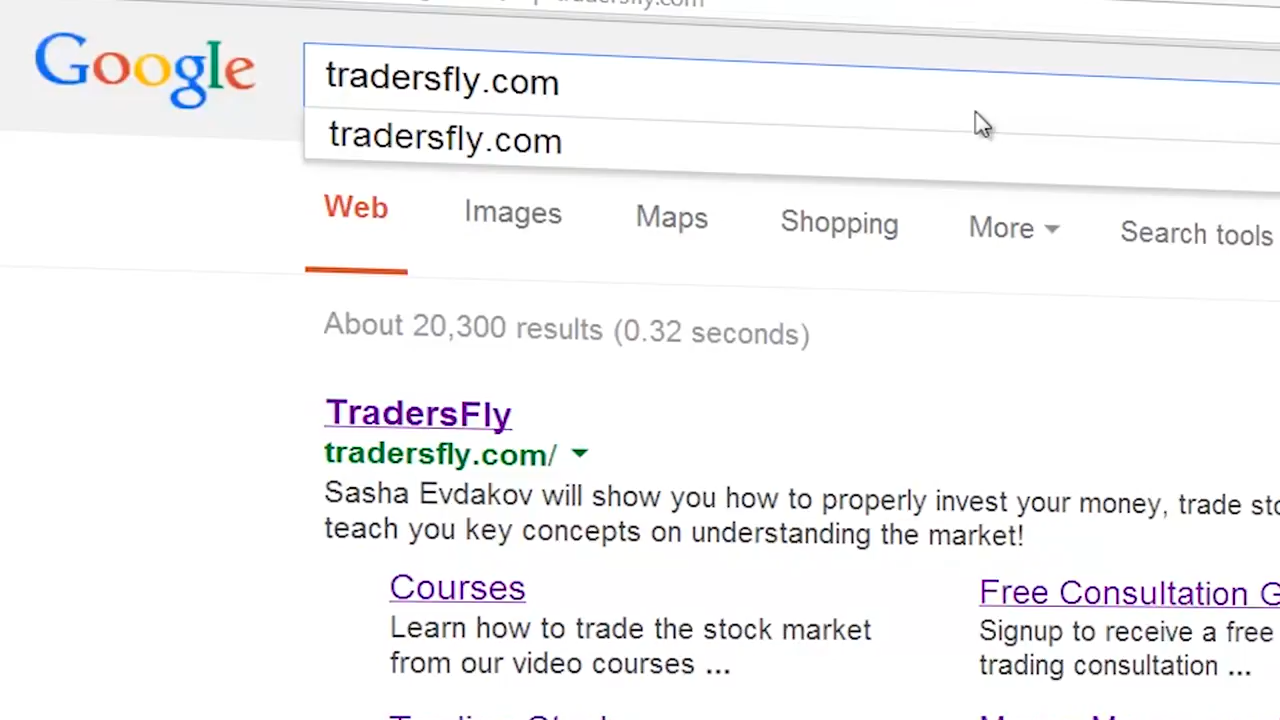 tradersfly.com
Google
tradersfly.com
tradersfly.com
Web Images Maps Shopping More Search tools
About 20,300 results (0.32 seconds)
TradersFly
tradersfly.com/
Sasha Evdakov will show you how to properly invest your money, trade
teach you key concepts on understanding the market!
Courses Free Consultation
Learn how to trade the stock market Signup to receive a free
from our video courses ... trading consultation ...